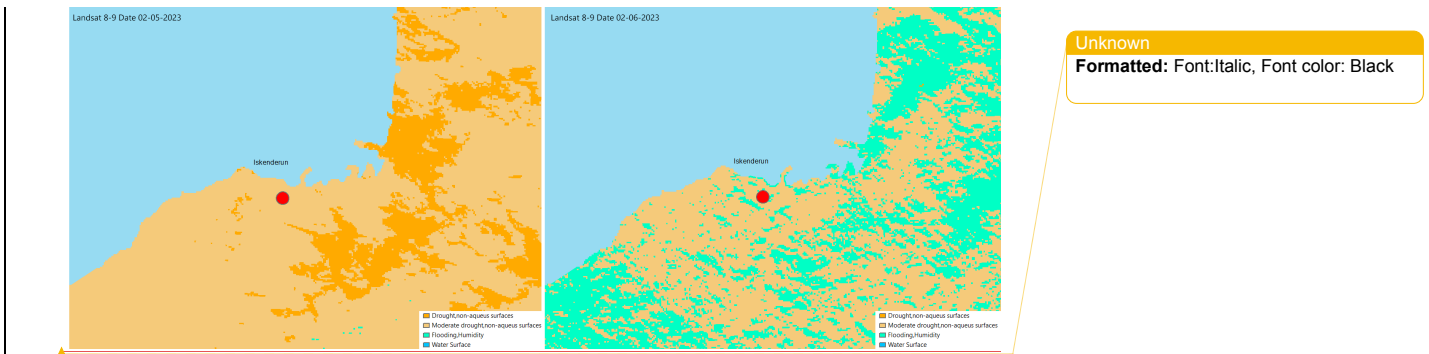 Landsat 8-9 Date 02-05-2023
Iskenderun
Drought,non-aqueus surfaces
Moderate drought,non-aqueus surfaces
Flooding,Humidity
Water Surface
Landsat 8-9 Date 02-06-2023
Iskenderun
Drought,non-aqueus surfaces
Moderate drought,non-aqueus surfaces
Flooding,Humidity
Water Surface
Unknown
Formatted: Font:Italic, Font color: Black